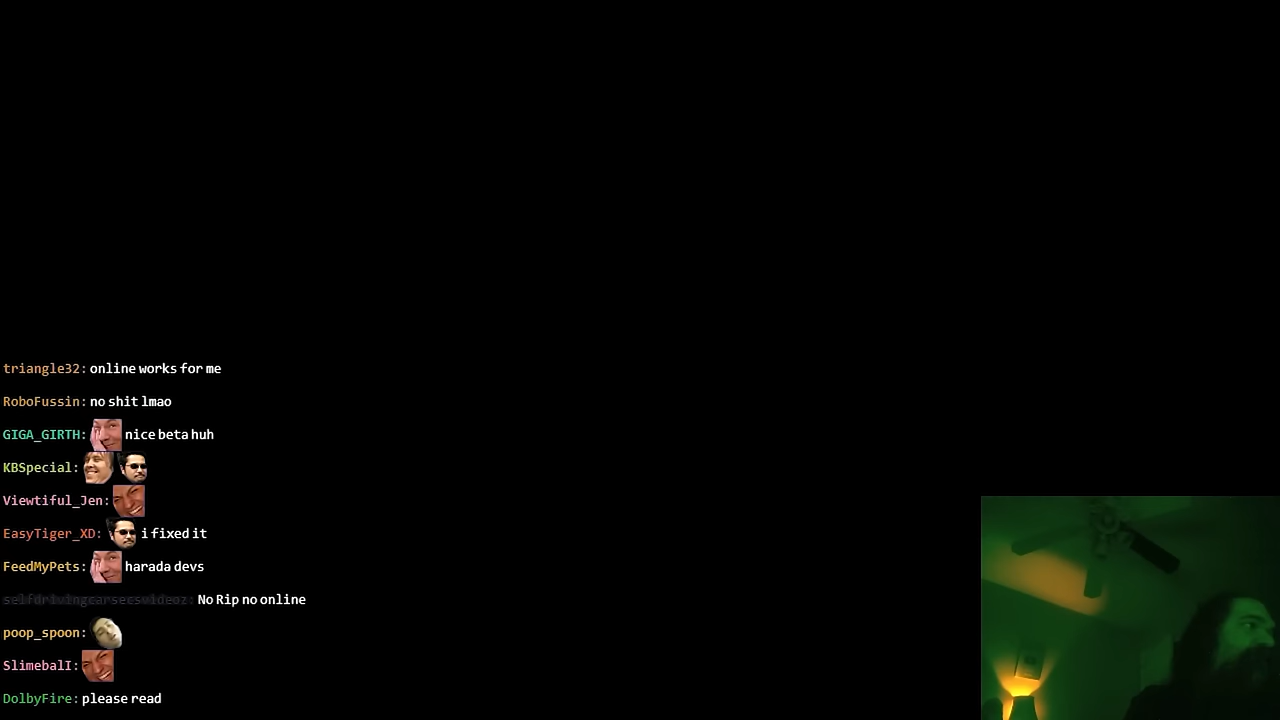 triangle32: online works for me
RoboFussin: no shit lmao
GIGA_GIRTH: nice beta huh
KBSpecial:
Viewtiful_Jen:
EasyTiger_XD: i fixed it
FeedMyPets: harada devs
No Rip no online
poop_spoon:
SlimebalI:
DolbyFire: please read